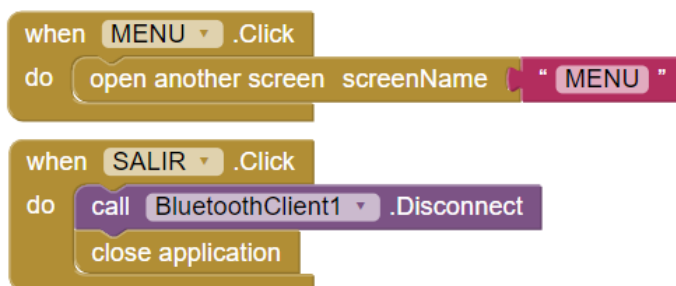 when MENU .Click
do open another screen screenName " MENU "
when SALIR .Click
do call BluetoothClient1 .Disconnect
close application